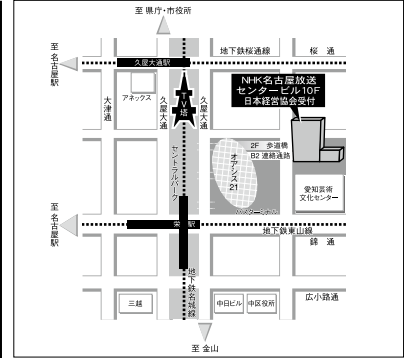 至 県庁・市役所
至 名古屋駅
地下鉄桜通線
桜 通
久屋大通駅
NHK名古屋放送
センタービル10F
日本経営協会受付
アネックス
大津通
久屋大通
TV塔
久屋大通
2F 歩道橋
B2 連絡通路
オアシス21
セントラルパーク
愛知芸術
文化センター
バスターミナル
至 名古屋駅
栄駅
地下鉄東山線
錦 通
地下鉄名城線
三越
中日ビル
中区役所
広小路通
至 金山